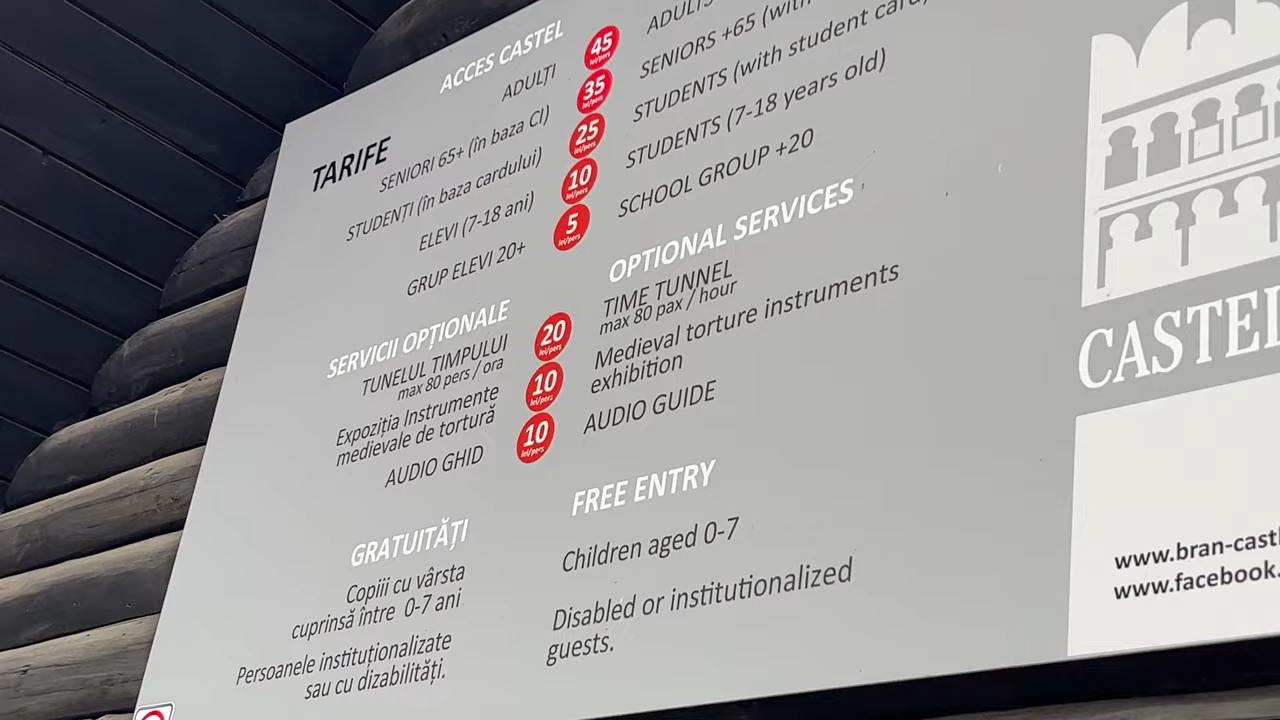 TARIFE
ACCES CASTEL
ADULȚI
45 lei/pers
ADULTS
SENIORI 65+ (în baza CI)
35 lei/pers
SENIORS +65 (with
STUDENȚI (în baza cardului)
25 lei/pers
STUDENTS (with student card)
ELEVI (7-18 ani)
10 lei/pers
STUDENTS (7-18 years old)
GRUP ELEVI 20+
5 lei/pers
SCHOOL GROUP +20
SERVICII OPȚIONALE
OPTIONAL SERVICES
TUNELUL TIMPULUI
max 80 pers / ora
20 lei/pers
TIME TUNNEL
max 80 pax / hour
Expoziția Instrumente
medievale de tortură
10 lei/pers
Medieval torture instruments
exhibition
AUDIO GHID
10 lei/pers
AUDIO GUIDE
GRATUITĂȚI
FREE ENTRY
Copiii cu vârsta
cuprinsă între 0-7 ani
Children aged 0-7
Persoanele instituționalizate
sau cu dizabilități.
Disabled or institutionalized
guests.
CASTEL
www.bran-castl
www.facebook.